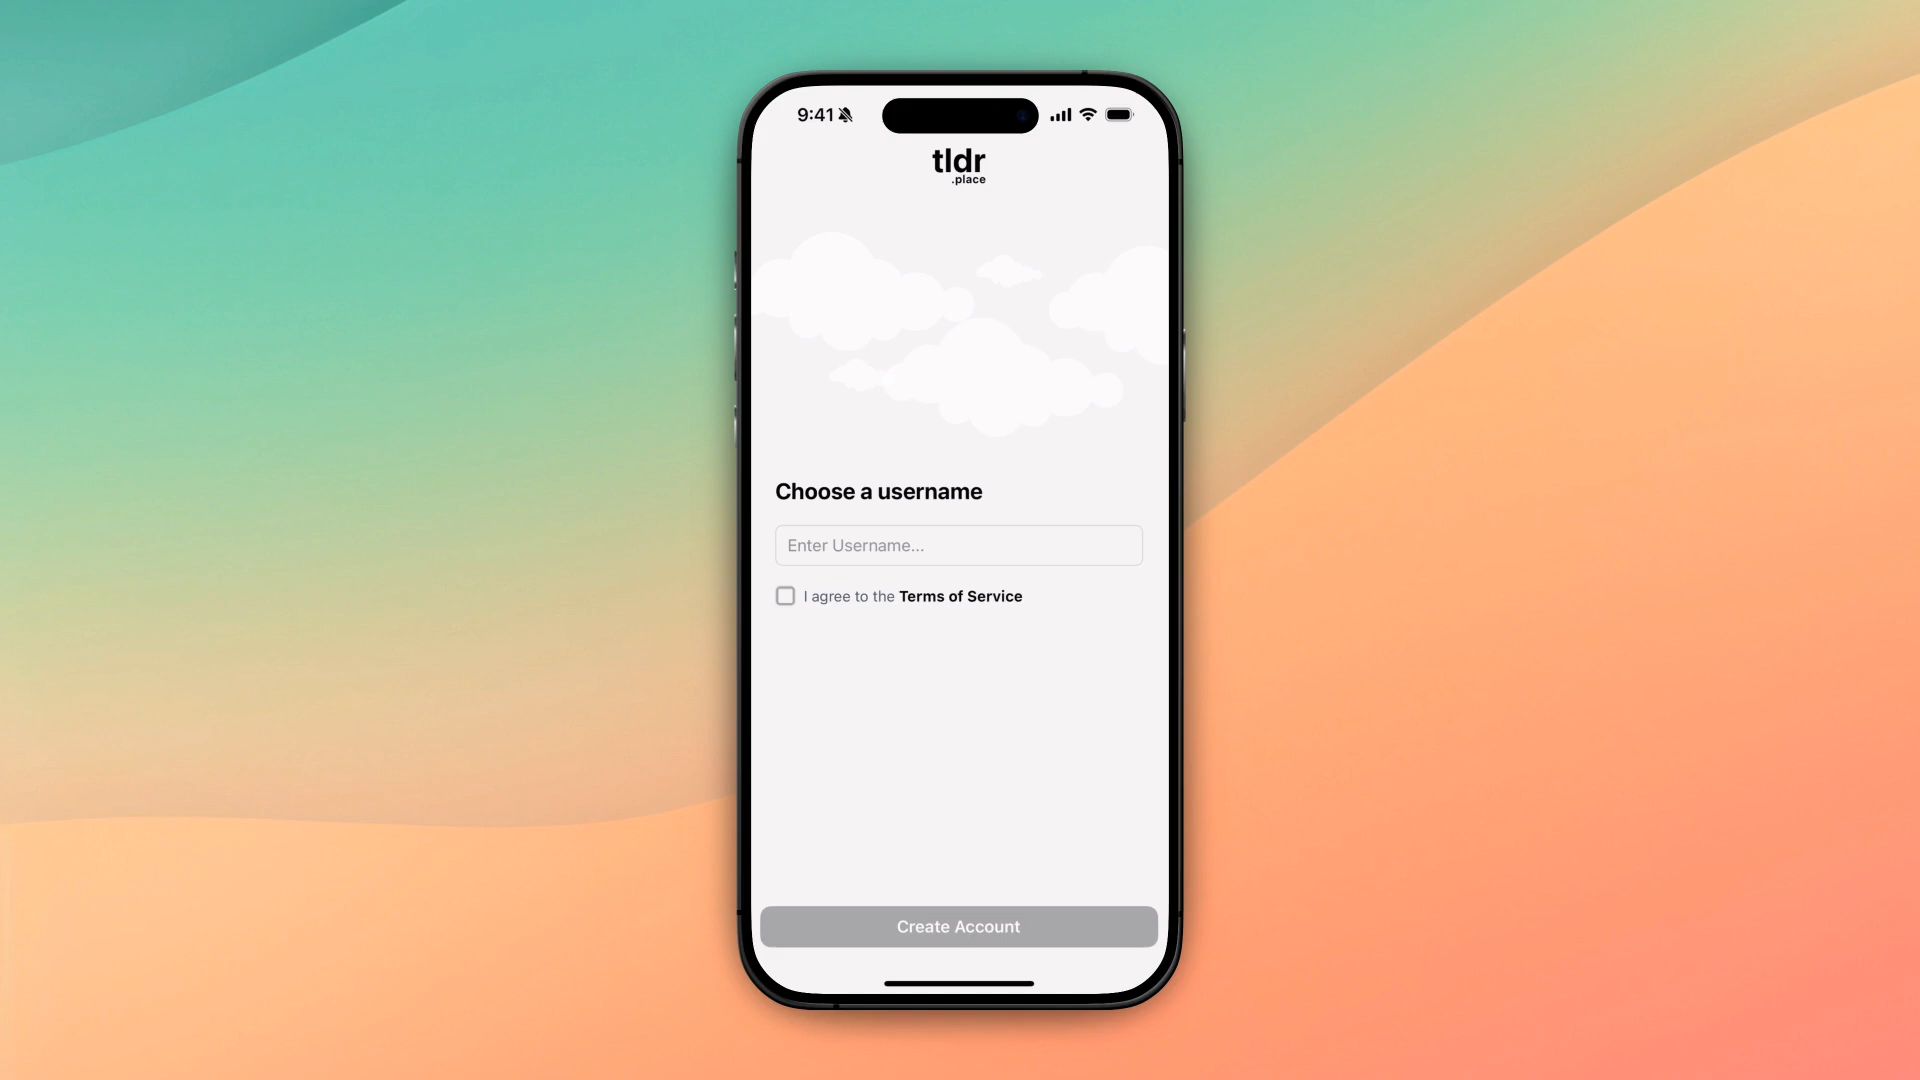 9:41
tldr
.place
Choose a username
Enter Username...
I agree to the Terms of Service
Create Account